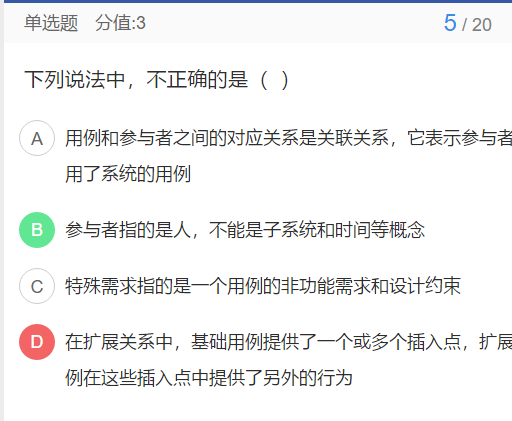 单选题 分值:3 5 / 20
下列说法中，不正确的是（ ）
A 用例和参与者之间的对应关系是关联关系，它表示参与者
用了系统的用例
B 参与者指的是人，不能是子系统和时间等概念
C 特殊需求指的是一个用例的非功能需求和设计约束
D 在扩展关系中，基础用例提供了一个或多个插入点，扩展
例在这些插入点中提供了另外的行为